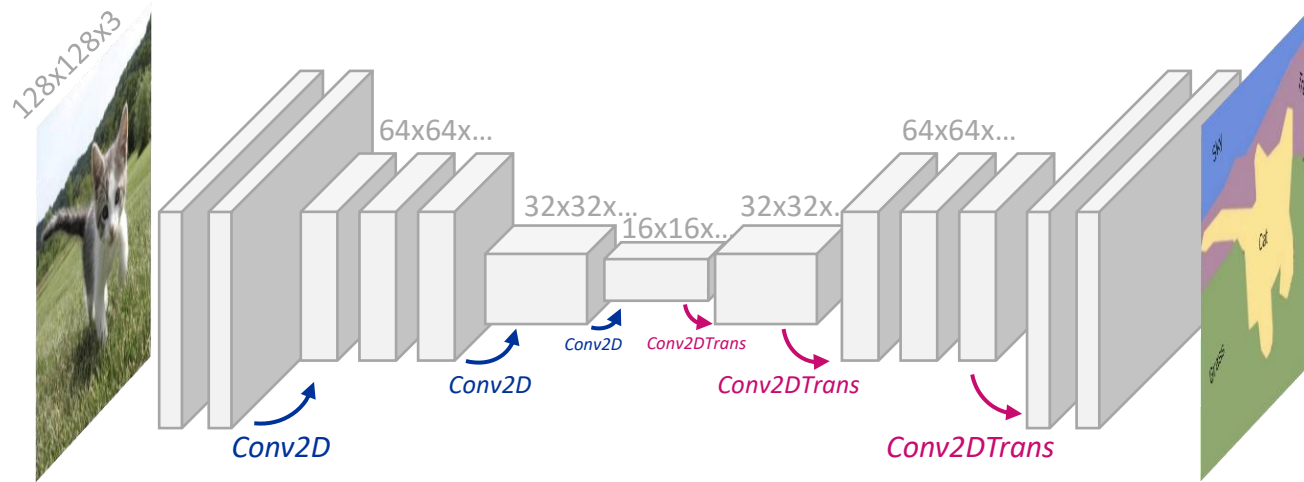 128x128x3
64x64x...
32x32x...
16x16x...
32x32x...
64x64x...
Conv2D
Conv2D
Conv2D
Conv2DTrans
Conv2DTrans
Conv2DTrans
Sky
Cat
Grass